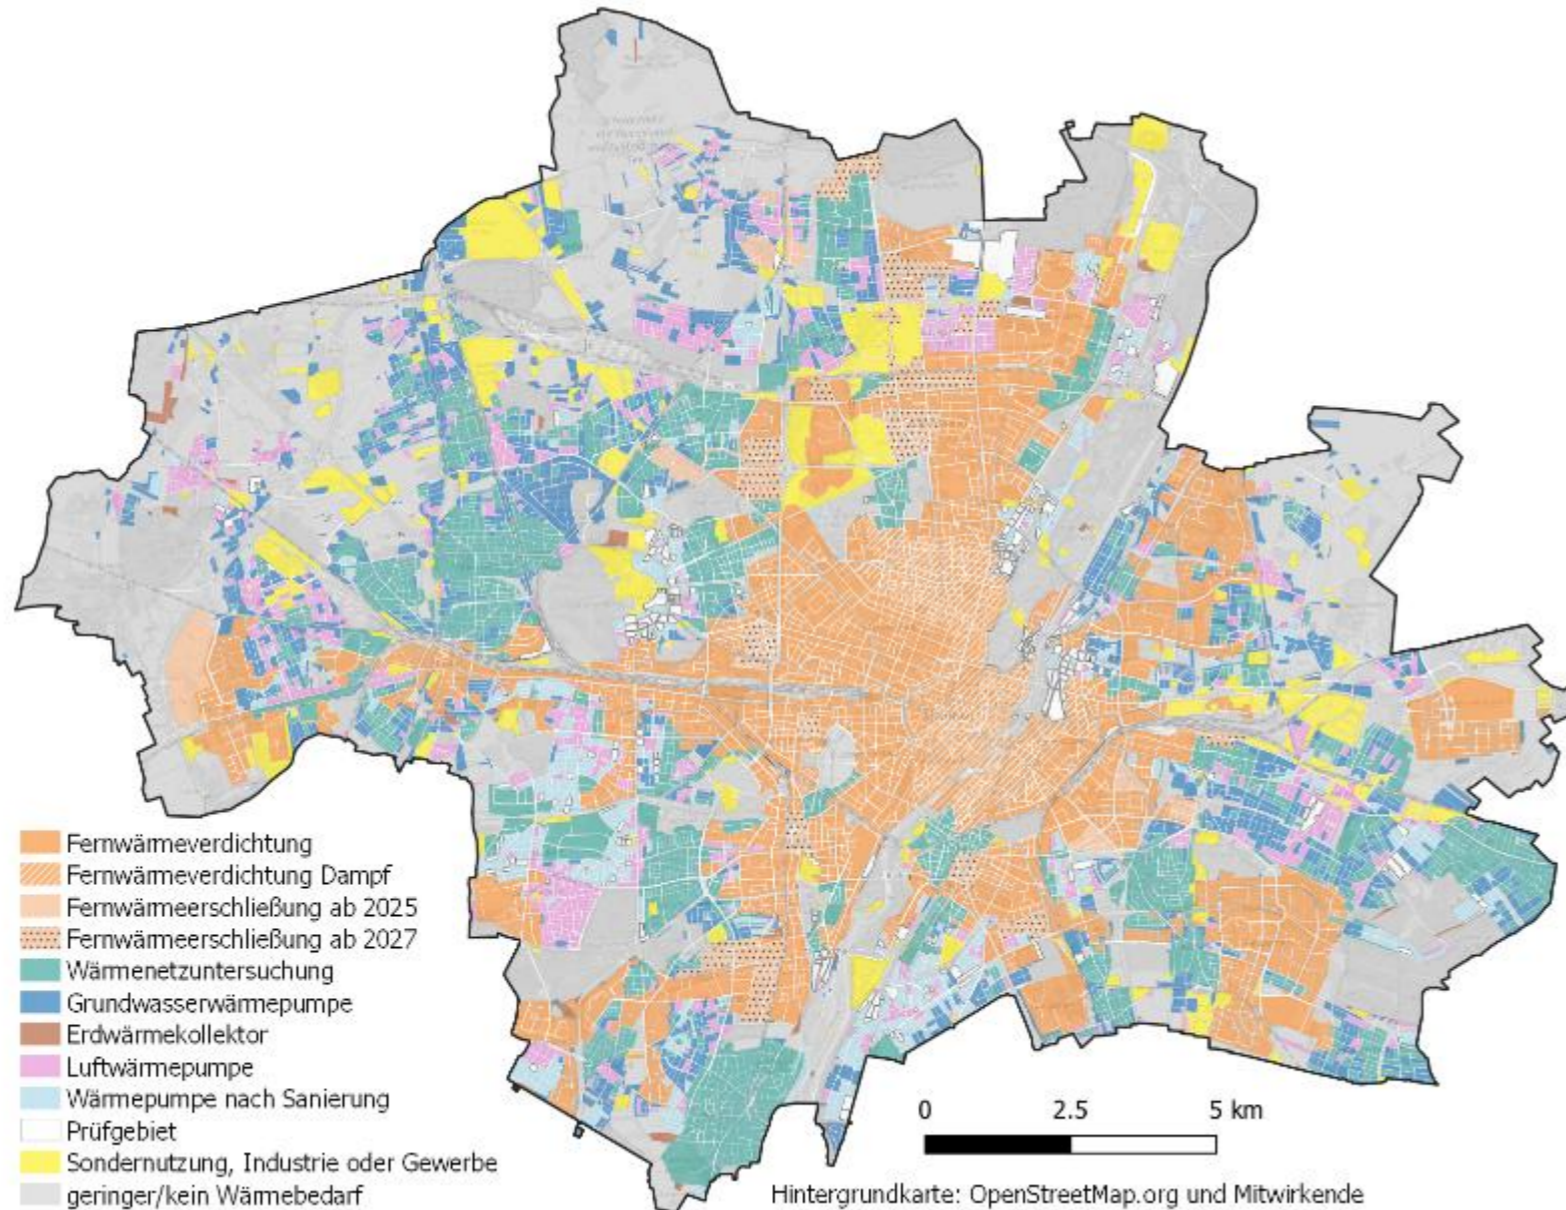 Fernwärmeverdichtung
Fernwärmeverdichtung Dampf
Fernwärmeerschließung ab 2025
Fernwärmeerschließung ab 2027
Wärmenetzuntersuchung
Grundwasserwärmepumpe
Erdwärmekollektor
Luftwärmepumpe
Wärmepumpe nach Sanierung
Prüfgebiet
Sondernutzung, Industrie oder Gewerbe
geringer/kein Wärmebedarf
0 2.5 5 km
Hintergrundkarte: OpenStreetMap.org und Mitwirkende